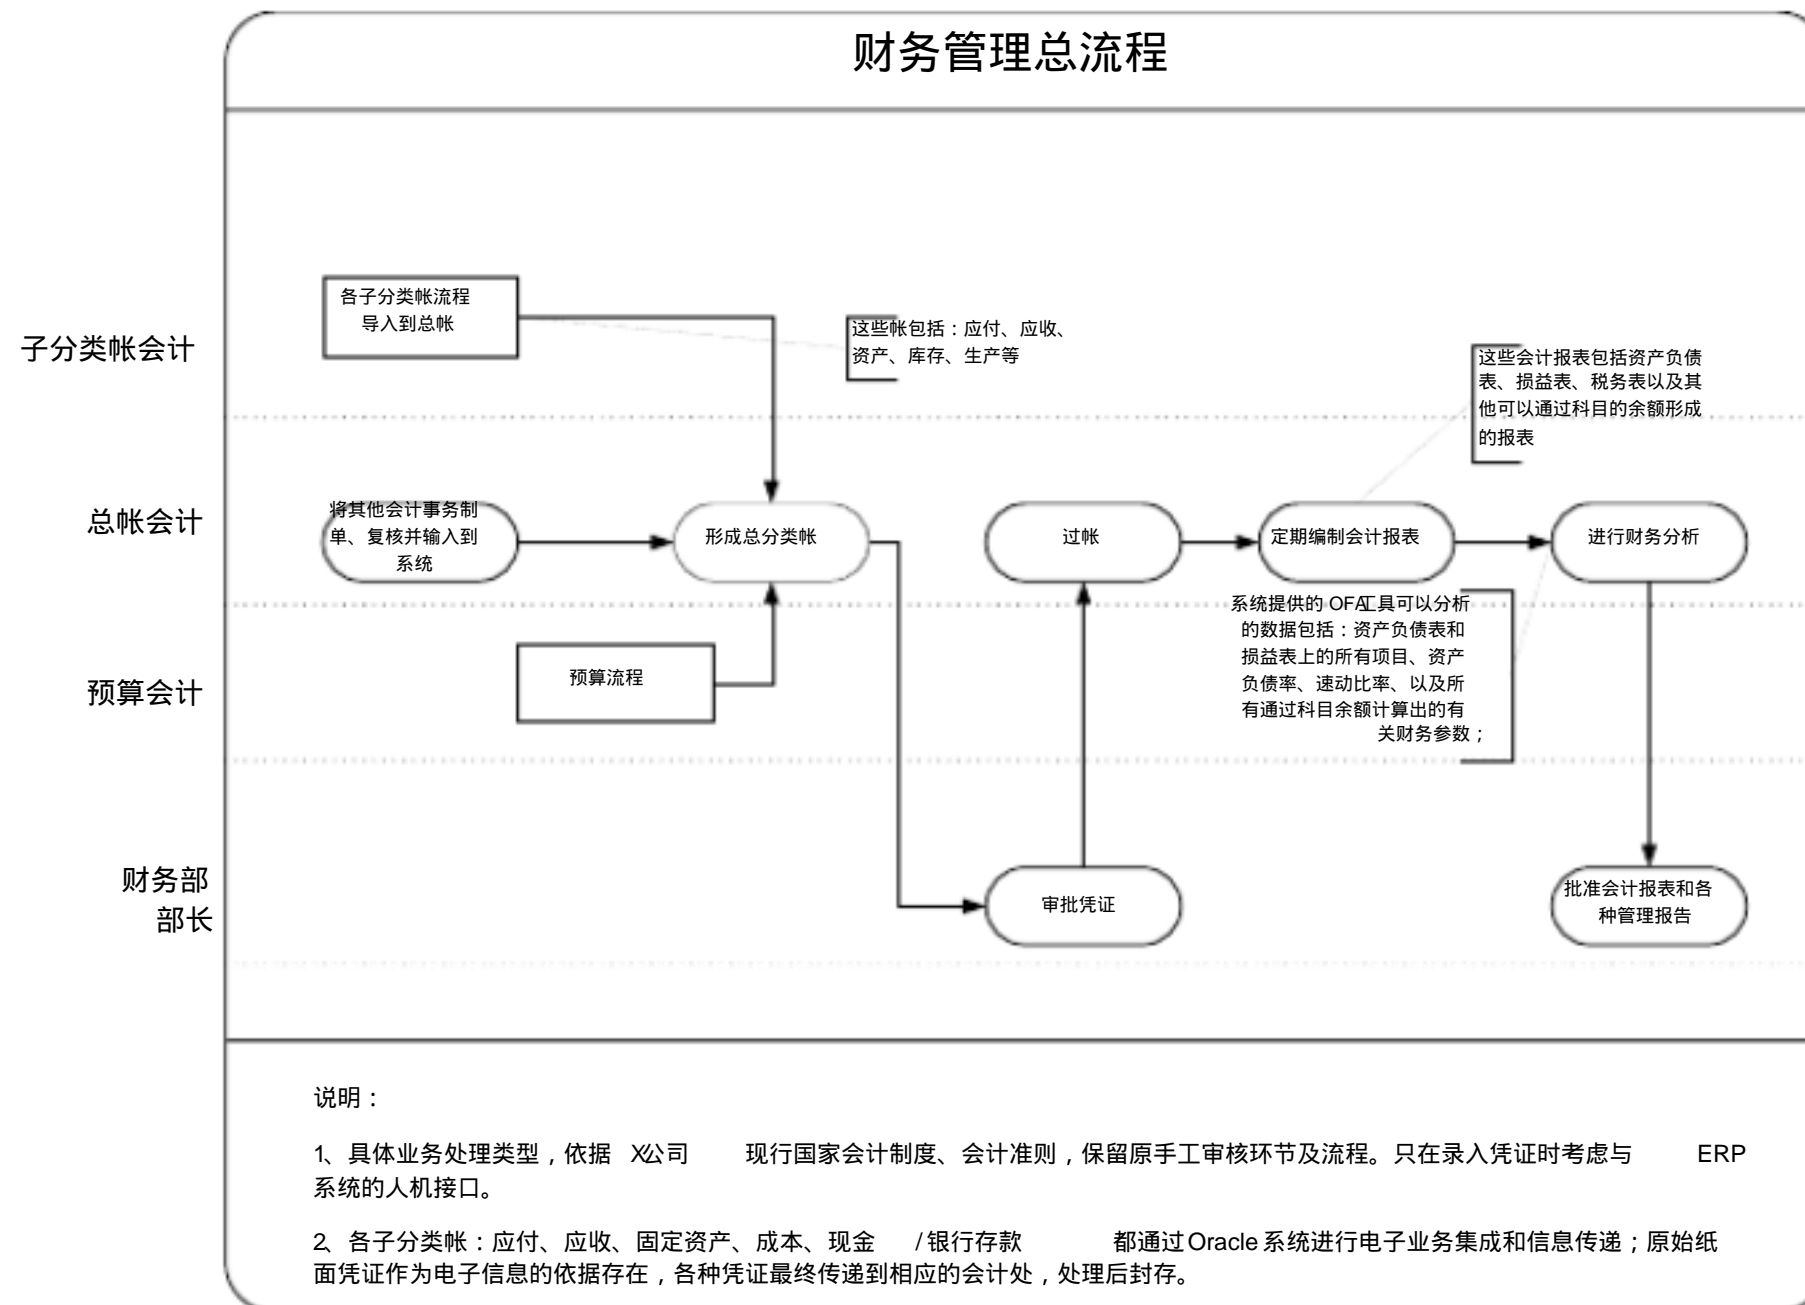 财务管理总流程
各子分类帐流程
导入到总帐
这些帐包括：应付、应收、
资产、库存、生产等
子分类帐会计
这些会计报表包括资产负债
表、损益表、税务表以及其
他可以通过科目的余额形成
的报表
总帐会计
将其他会计事务制
单、复核并输入到
系统
形成总分类帐
过帐
定期编制会计报表
进行财务分析
系统提供的 OFA工具可以分析
的数据包括：资产负债表和
损益表上的所有项目、资产
负债率、速动比率、以及所
有通过科目余额计算出的有
关财务参数；
预算会计
预算流程
财务部
部长
审批凭证
批准会计报表和各
种管理报告
说明：
1、具体业务处理类型，依据 X公司 现行国家会计制度、会计准则，保留原手工审核环节及流程。只在录入凭证时考虑与 ERP
系统的人机接口。
2、各子分类帐：应付、应收、固定资产、成本、现金 /银行存款 都通过Oracle 系统进行电子业务集成和信息传递；原始纸
面凭证作为电子信息的依据存在，各种凭证最终传递到相应的会计处，处理后封存。